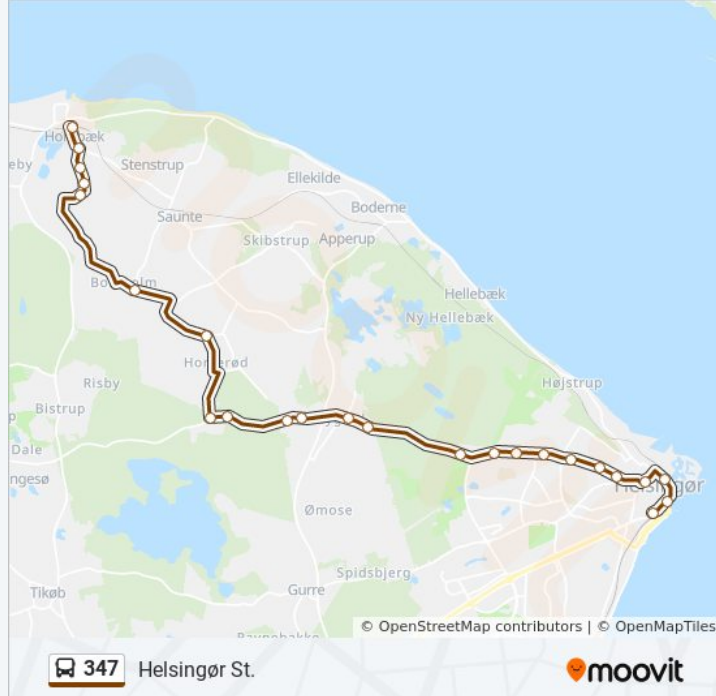 Hornbæk
Stenstrup
Ellekilde
Boderne
Saunte
Skibstrup
Apperup
Hellebæk
Ny Hellebæk
Risby
Højstrup
Bistrup
Dale
Helsingør
Ømose
Spidsbjerg
Tikøb
Gurre
© OpenStreetMap contributors | © OpenMapTiles
347 Helsingør St.
moovit